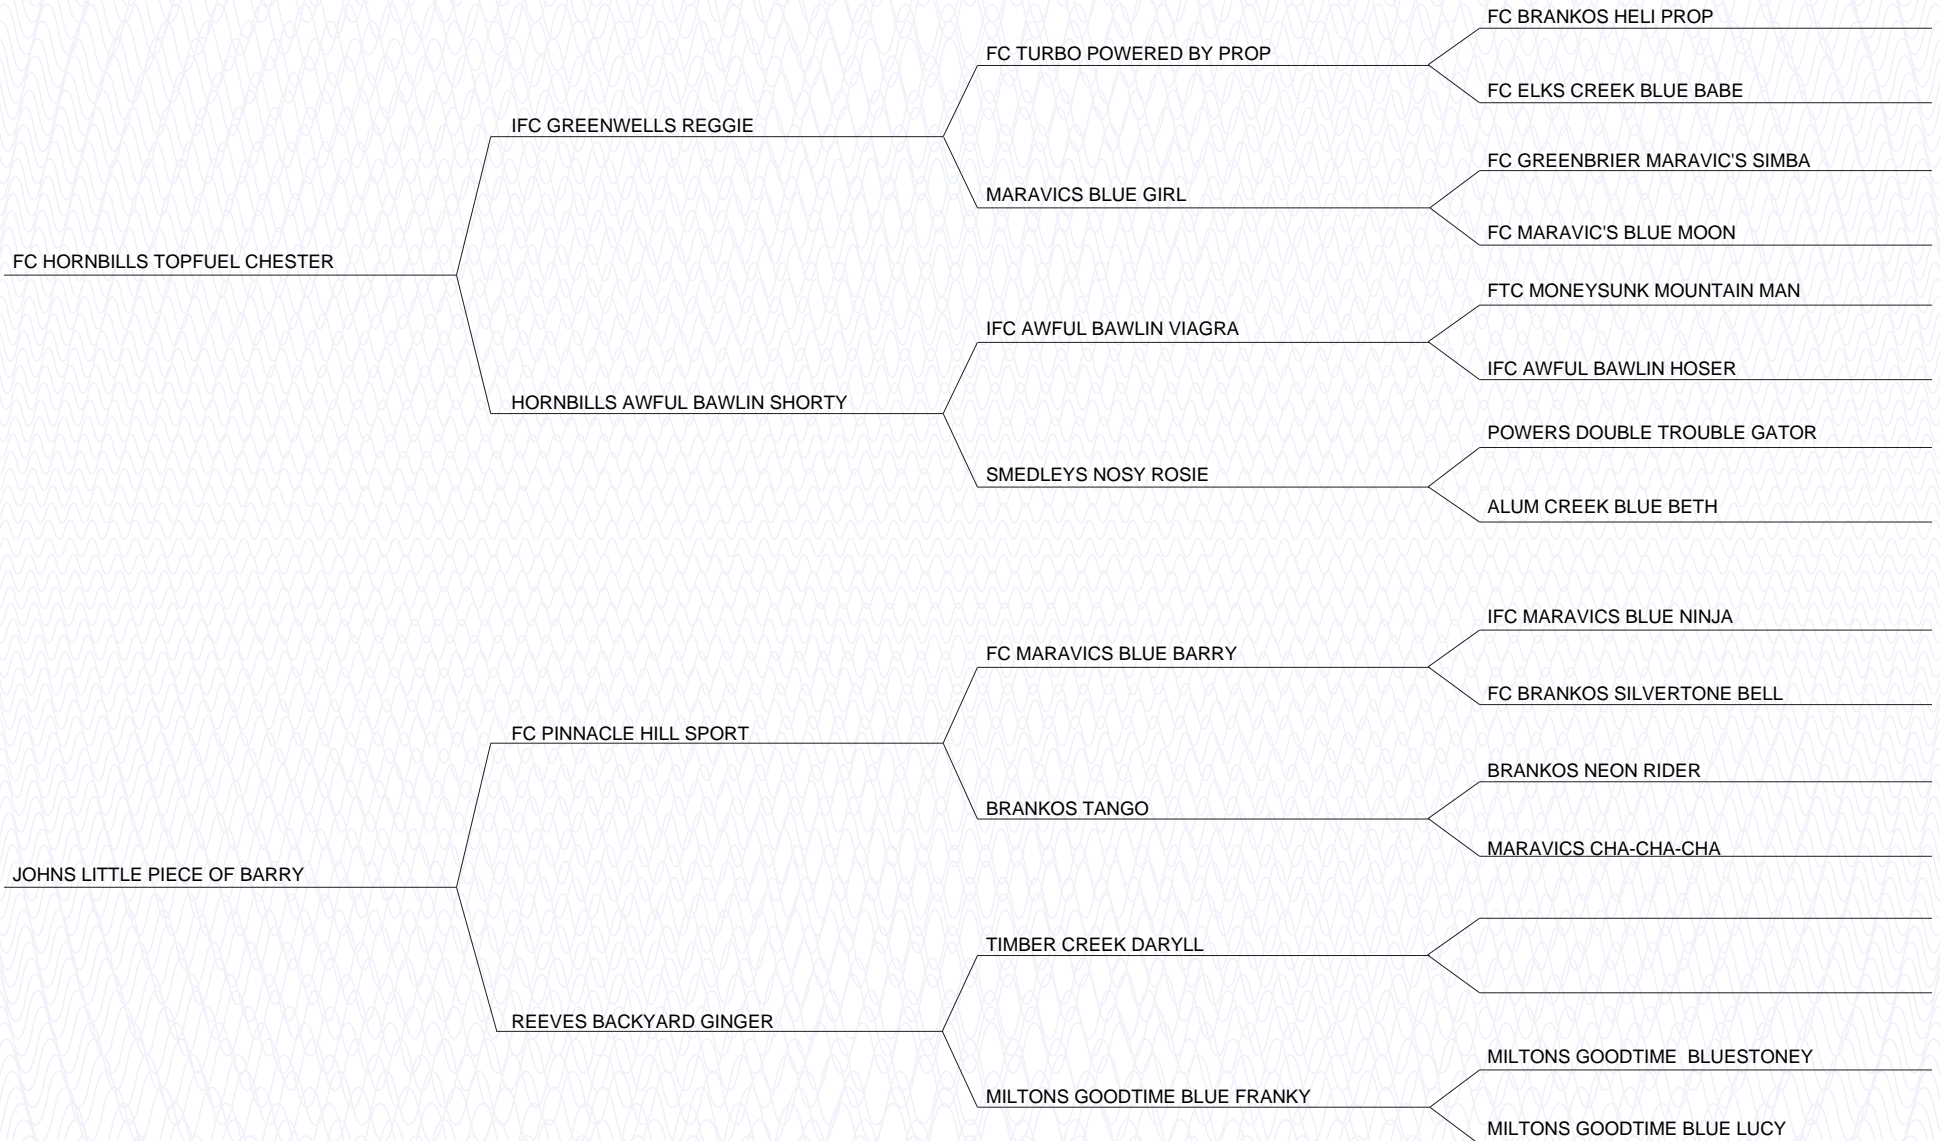 FC BRANKOS HELI PROP
FC TURBO POWERED BY PROP
FC ELKS CREEK BLUE BABE
IFC GREENWELLS REGGIE
FC GREENBRIER MARAVIC'S SIMBA
MARAVICS BLUE GIRL
FC MARAVIC'S BLUE MOON
FC HORNBILLS TOPFUEL CHESTER
FTC MONEYSUNK MOUNTAIN MAN
IFC AWFUL BAWLIN VIAGRA
IFC AWFUL BAWLIN HOSER
HORNBILLS AWFUL BAWLIN SHORTY
POWERS DOUBLE TROUBLE GATOR
SMEDLEYS NOSY ROSIE
ALUM CREEK BLUE BETH
IFC MARAVICS BLUE NINJA
FC MARAVICS BLUE BARRY
FC BRANKOS SILVERTONE BELL
FC PINNACLE HILL SPORT
BRANKOS NEON RIDER
BRANKOS TANGO
MARAVICS CHA-CHA-CHA
JOHNS LITTLE PIECE OF BARRY
TIMBER CREEK DARYLL
REEVES BACKYARD GINGER
MILTONS GOODTIME  BLUESTONEY
MILTONS GOODTIME BLUE FRANKY
MILTONS GOODTIME BLUE LUCY